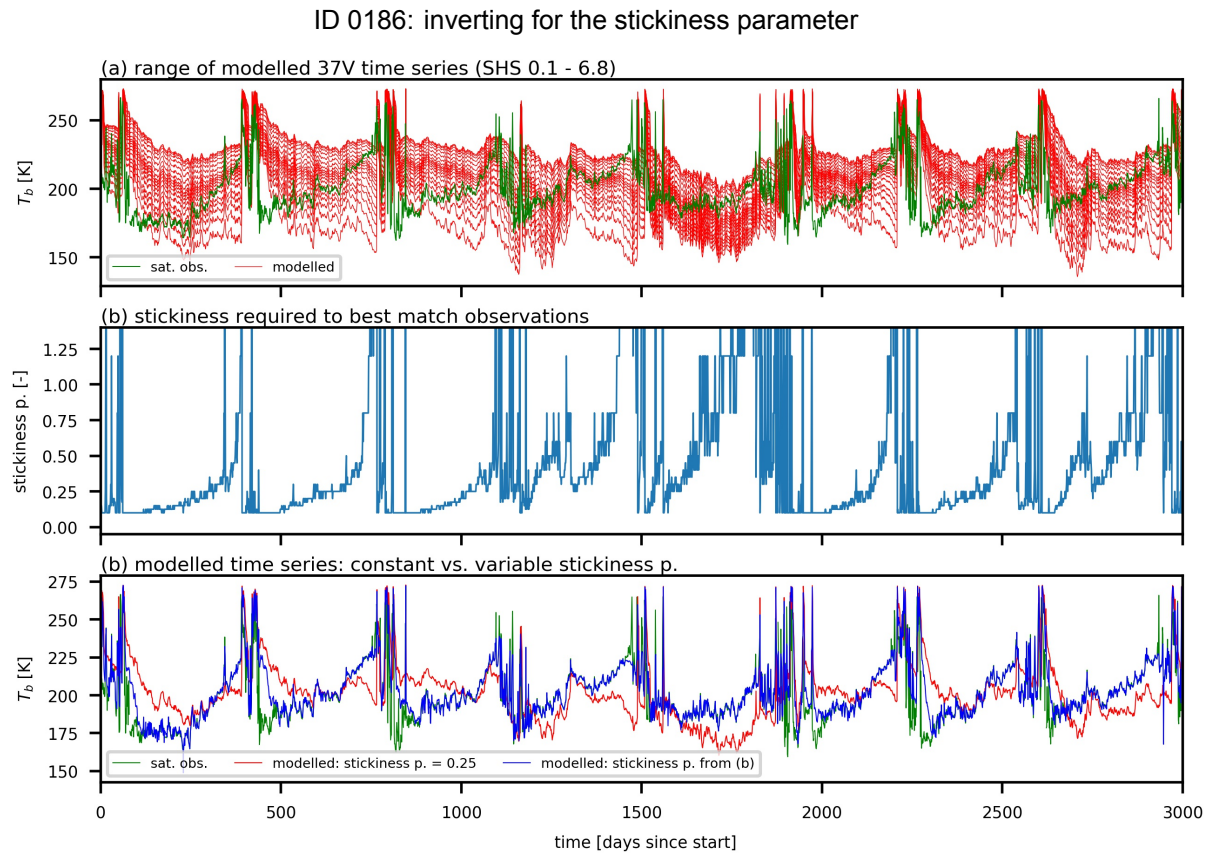 ID 0186: inverting for the stickiness parameter
(a) range of modelled 37V time series (SHS 0.1 - 6.8)
250
200
150
T_b [K]
sat. obs. modelled
(b) stickiness required to best match observations
1.25
1.00
0.75
0.50
0.25
0.00
stickiness p. [-]
(b) modelled time series: constant vs. variable stickiness p.
275
250
225
200
175
150
T_b [K]
sat. obs. modelled: stickiness p. = 0.25 modelled: stickiness p. from (b)
0 500 1000 1500 2000 2500 3000
time [days since start]